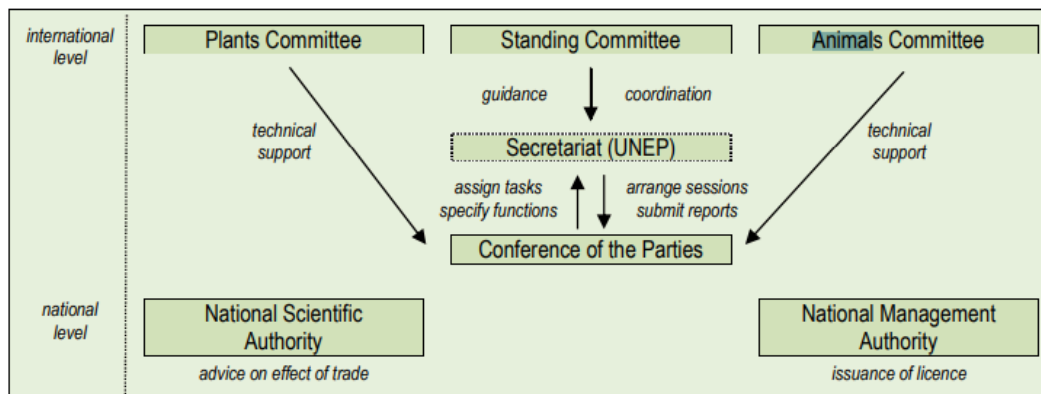 international level
Plants Committee
Standing Committee
Animals Committee
guidance
coordination
technical support
technical support
Secretariat (UNEP)
assign tasks
specify functions
arrange sessions
submit reports
Conference of the Parties
national level
National Scientific
Authority
National Management
Authority
advice on effect of trade
issuance of licence